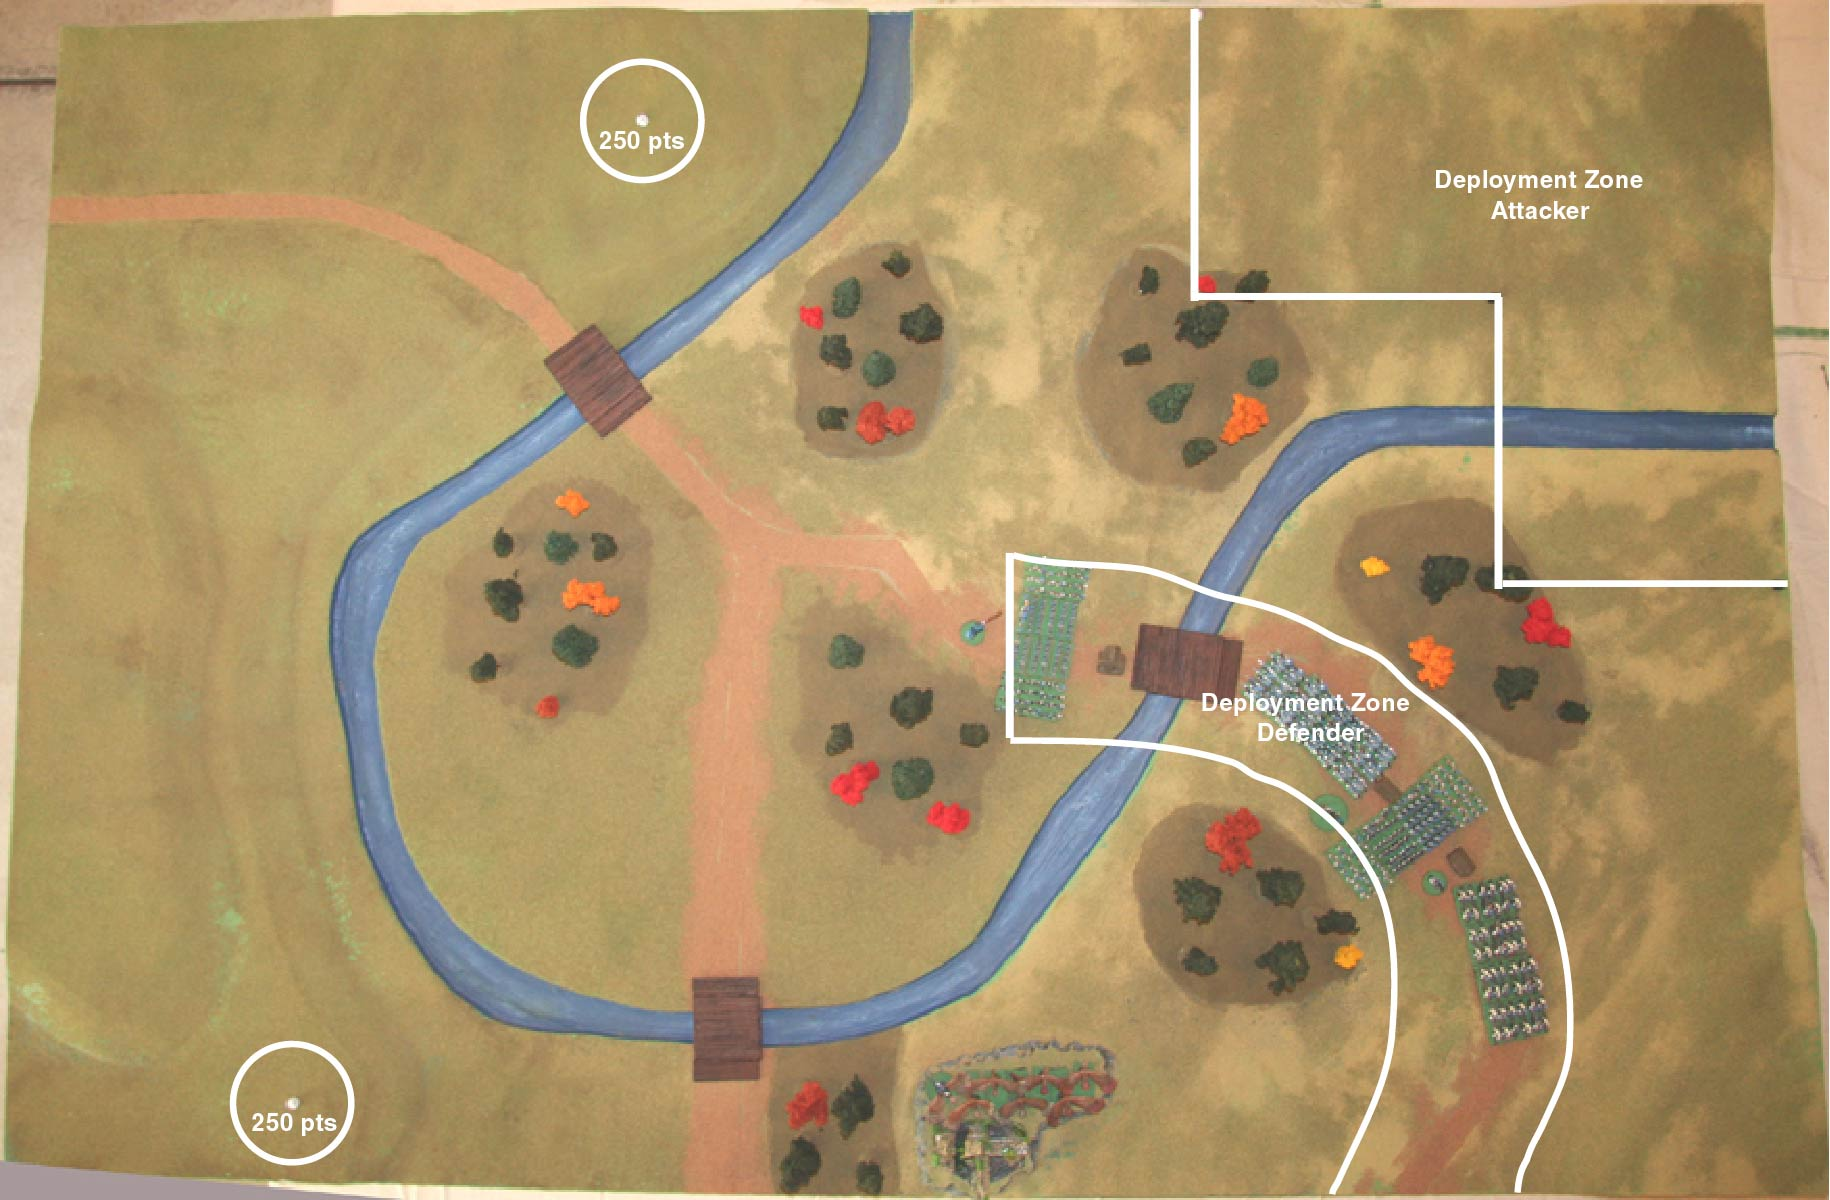 250 pts
Deployment Zone
Attacker
Deployment Zone
Defender
250 pts